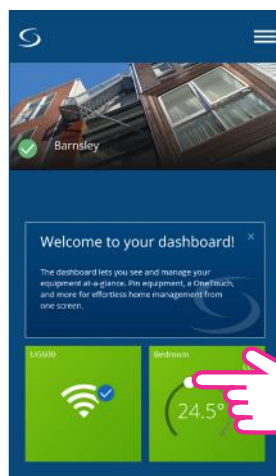 Barnsley
Welcome to your dashboard!
The dashboard lets you see and manage your
equipment at-a-glance. Pin equipment, a OneTouch,
and more for effortless home management from
one screen.
UG600
Bedroom
24.5°